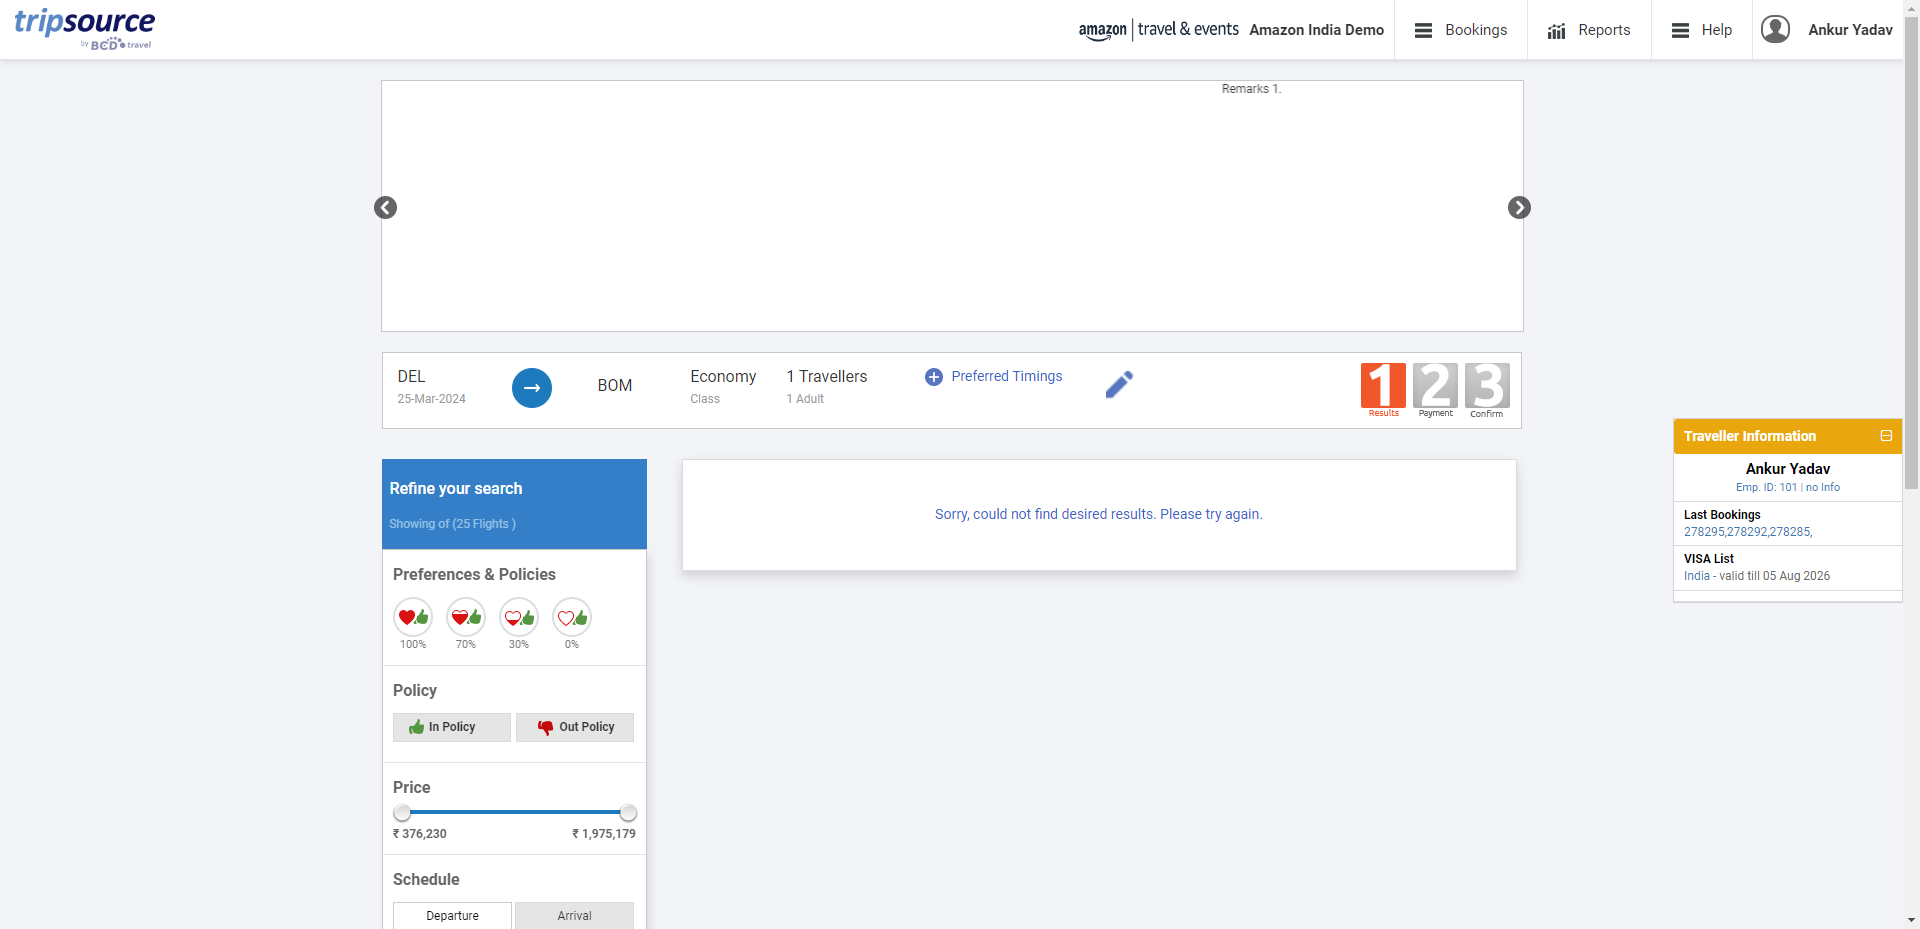 tripsource
by BCD travel
amazon travel & events
Amazon India Demo
Bookings
Reports
Help
Ankur Yadav
Remarks 1.
DEL
25-Mar-2024
BOM
Economy
Class
1 Travellers
1 Adult
Preferred Timings
1
Results
2
Payment
3
Confirm
Traveller Information
Ankur Yadav
Emp. ID: 101 | no Info
Last Bookings
278295,278292,278285,
VISA List
India - valid till 05 Aug 2026
Refine your search
Showing of (25 Flights )
Sorry, could not find desired results. Please try again.
Preferences & Policies
100%
70%
30%
0%
Policy
In Policy
Out Policy
Price
₹ 376,230
₹ 1,975,179
Schedule
Departure
Arrival